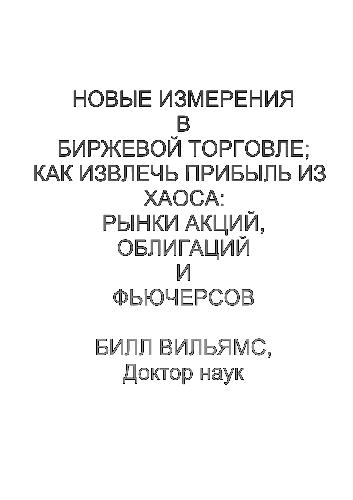 НОВЫЕ ИЗМЕРЕНИЯ
В
БИРЖЕВОЙ ТОРГОВЛЕ;
КАК ИЗВЛЕЧЬ ПРИБЫЛЬ ИЗ
ХАОСА:
РЫНКИ АКЦИЙ,
ОБЛИГАЦИЙ
И
ФЬЮЧЕРСОВ
БИЛЛ ВИЛЬЯМС,
Доктор наук